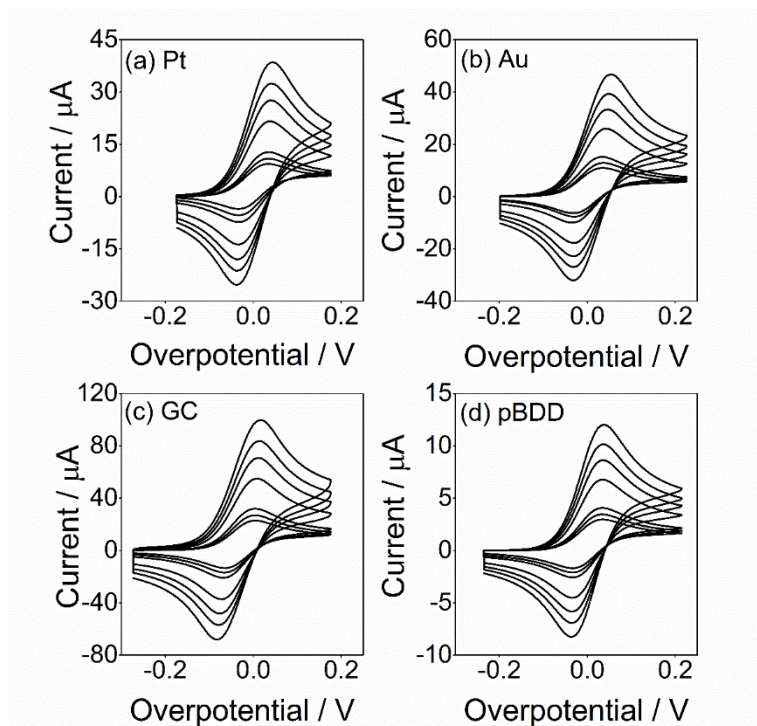 (a) Pt
45
30
15
0
-15
-30
Current / μA
-0.2 0.0 0.2
Overpotential / V
(b) Au
60
40
20
0
-20
-40
Current / μA
-0.2 0.0 0.2
Overpotential / V
(c) GC
120
80
40
0
-40
-80
Current / μA
-0.2 0.0 0.2
Overpotential / V
(d) pBDD
15
10
5
0
-5
-10
Current / μA
-0.2 0.0 0.2
Overpotential / V